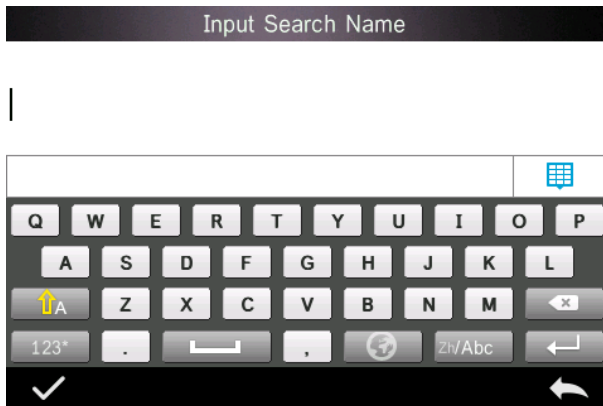 Input Search Name
Q W E R T Y U I O P
A S D F G H J K L
A Z X C V B N M
123* . , Zh/Abc